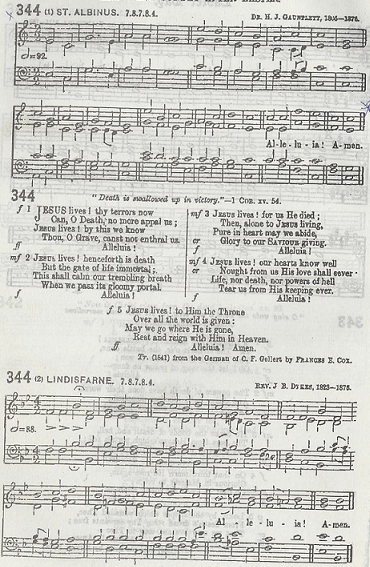 344 (1) ST. ALBINUS. 7.8.7.8.4.
DR. H. J. GAUNTLETT, 1805–1876.
=92.
Al-le-lu-ia! A-men.
344
"Death is swallowed up in victory."—1 COR. xv. 54.
f 1 JESUS lives! thy terrors now
Can, O Death, no more appal us;
JESUS lives! by this we know
Thou, O Grave, canst not enthral us.
ff Alleluia!
mf 2 JESUS lives! henceforth is death
But the gate of life immortal;
This shall calm our trembling breath
When we pass its gloomy portal.
f Alleluia!
mf 3 JESUS lives! for us He died;
Then, alone to JESUS living,
Pure in heart may we abide,
cr Glory to our SAVIOUR giving.
f Alleluia!
mf 4 JESUS lives! our hearts know well
cr Nought from us His love shall sever
Life, nor death, nor powers of hell
Tear us from His keeping ever.
f Alleluia!
f 5 JESUS lives! to Him the Throne
Over all the world is given:
May we go where He is gone,
Rest and reign with Him in Heaven.
ff Alleluia! Amen.
Tr. (1841) from the German of C. F. Gellert by FRANCES E. COX.
344 (2) LINDISFARNE. 7.8.7.8.4.
REV. J. B. DYKES, 1823–1876.
=88.
Al - le - lu - ia! A-men.